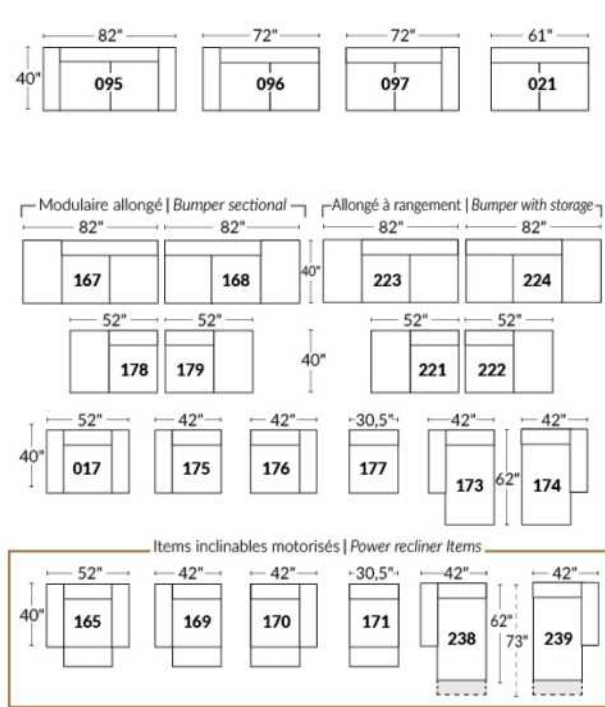 82" 72" 72" 61"
40" 095 096 097 021
Modulaire allongé | Bumper sectional Allongé à rangement | Bumper with storage
82" 82" 82" 82"
167 168 40" 223 224
52" 52" 52" 52"
178 179 40" 221 222
52" 42" 42" 30,5" 42" 42"
40" 017 175 176 177 173 62" 174
Items inclinables motorisés | Power recliner Items
52" 42" 42" 30,5" 42" 42"
40" 165 169 170 171 238 62" 73" 239